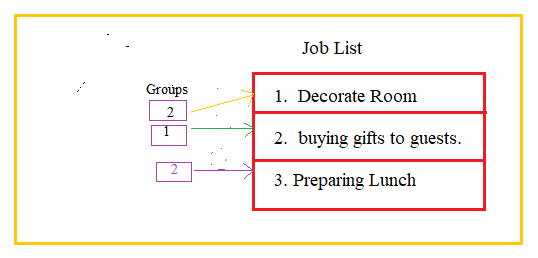 Job List
Groups
2
1. Decorate Room
1
2. buying gifts to guests.
2
3. Preparing Lunch